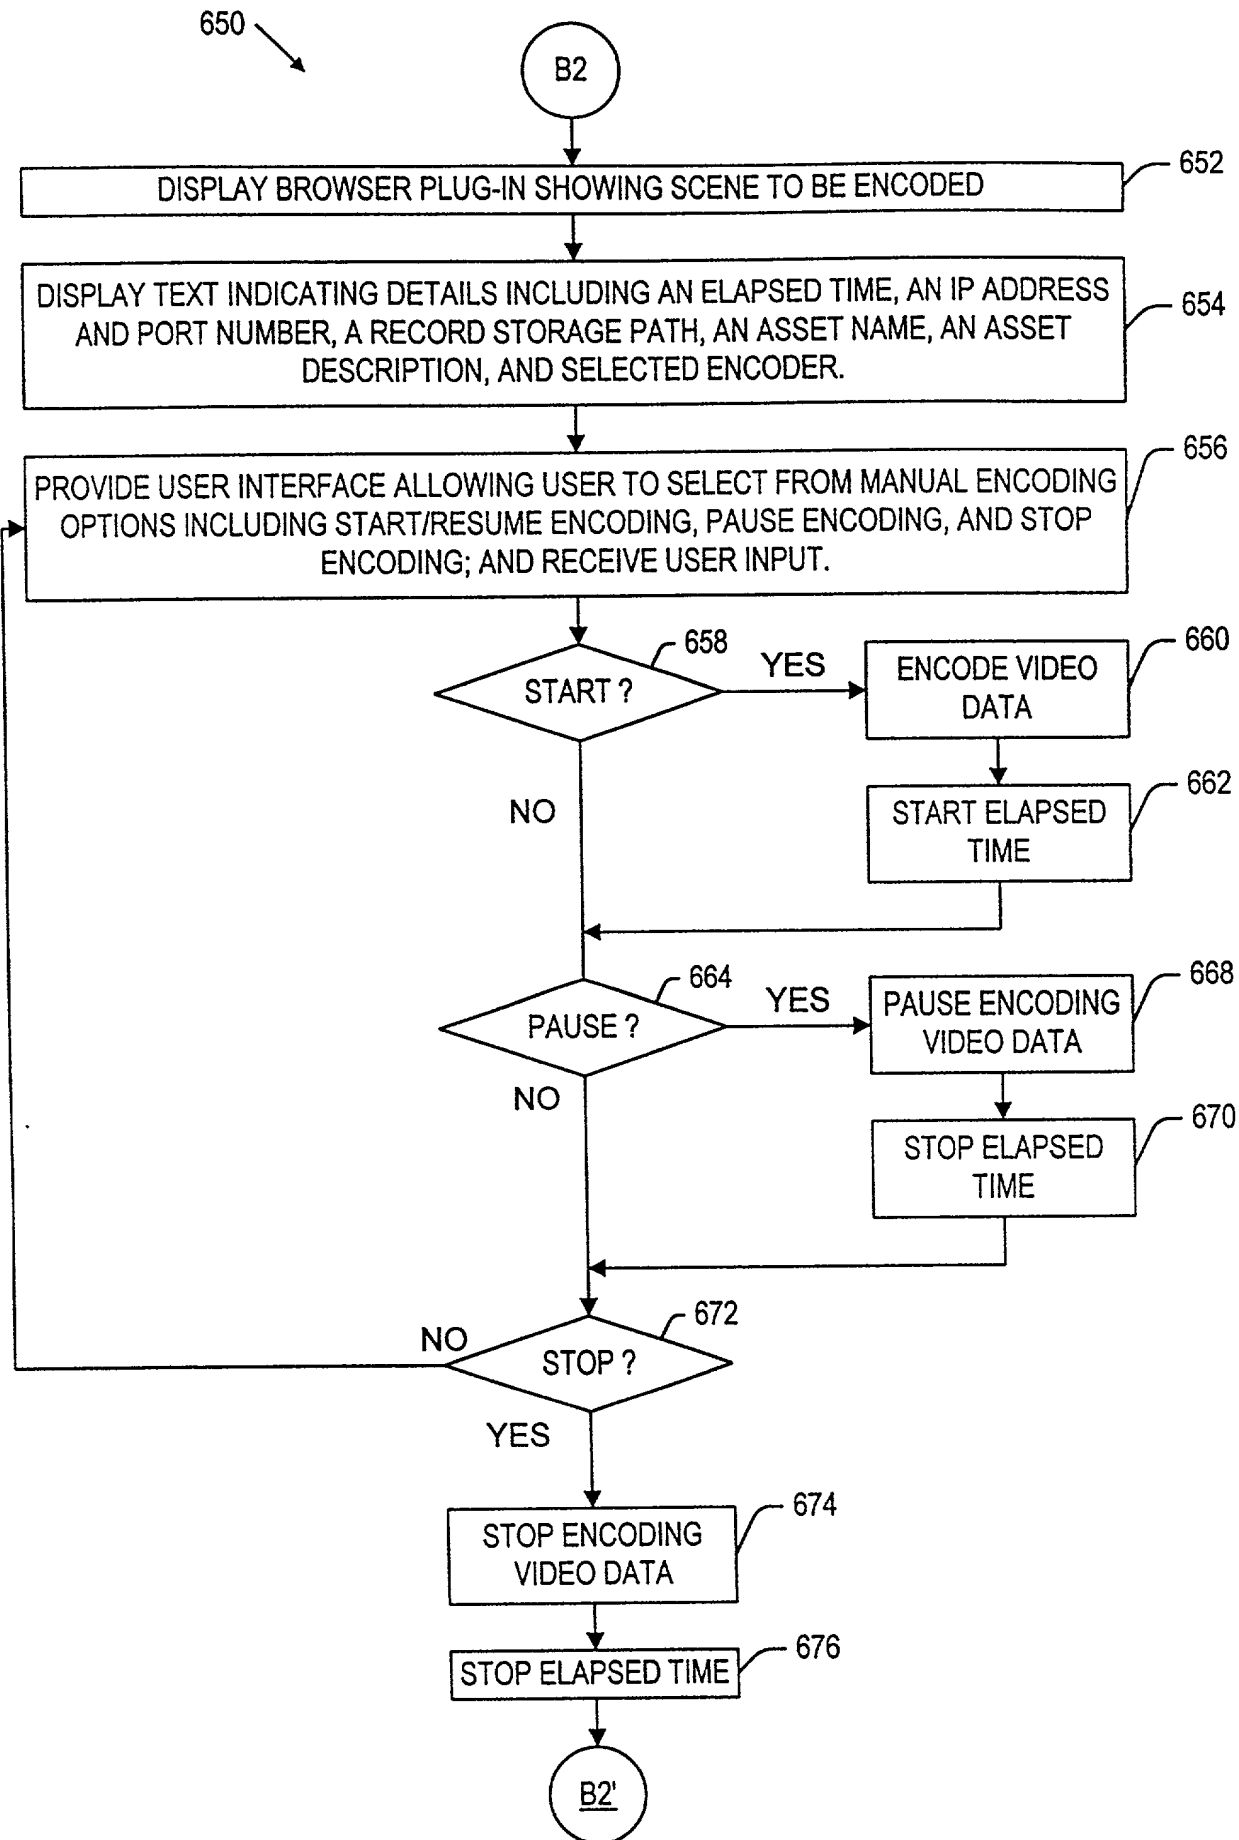 650
B2
652
DISPLAY BROWSER PLUG-IN SHOWING SCENE TO BE ENCODED
654
DISPLAY TEXT INDICATING DETAILS INCLUDING AN ELAPSED TIME, AN IP ADDRESS
AND PORT NUMBER, A RECORD STORAGE PATH, AN ASSET NAME, AN ASSET
DESCRIPTION, AND SELECTED ENCODER.
656
PROVIDE USER INTERFACE ALLOWING USER TO SELECT FROM MANUAL ENCODING
OPTIONS INCLUDING START/RESUME ENCODING, PAUSE ENCODING, AND STOP
ENCODING; AND RECEIVE USER INPUT.
658
START ?
YES
660
ENCODE VIDEO
DATA
662
START ELAPSED
TIME
NO
664
PAUSE ?
YES
668
PAUSE ENCODING
VIDEO DATA
NO
670
STOP ELAPSED
TIME
672
NO
STOP ?
YES
674
STOP ENCODING
VIDEO DATA
676
STOP ELAPSED TIME
B2'